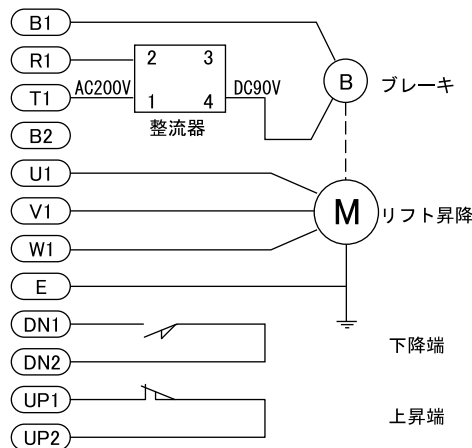 B1
R1
2 3
B
ブレーキ
T1
AC200V
1 4
DC90V
整流器
B2
U1
V1
M
リフト昇降
W1
E
DN1
下降端
DN2
UP1
上昇端
UP2